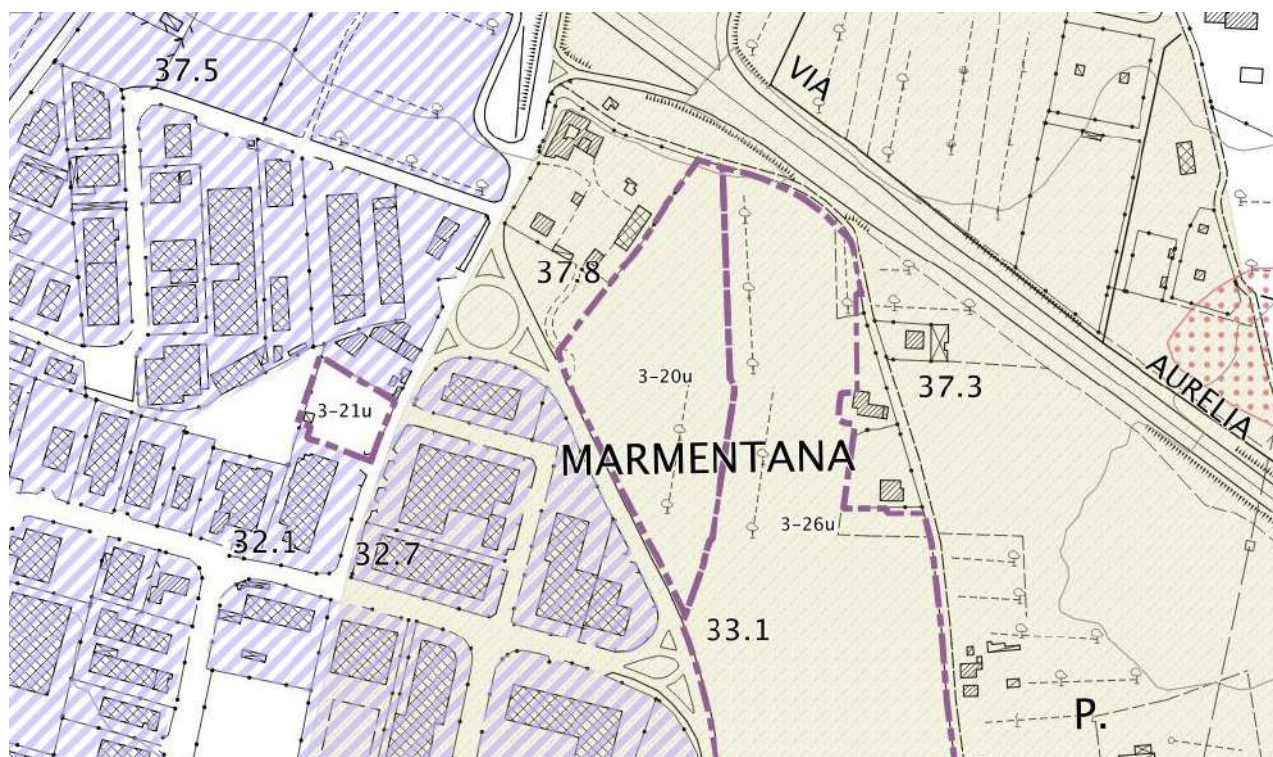 37.5
VIA
37.8
3-20u
37.3
AURELIA
3-21u
MARMENTANA
3-26u
32.1
32.7
33.1
P.